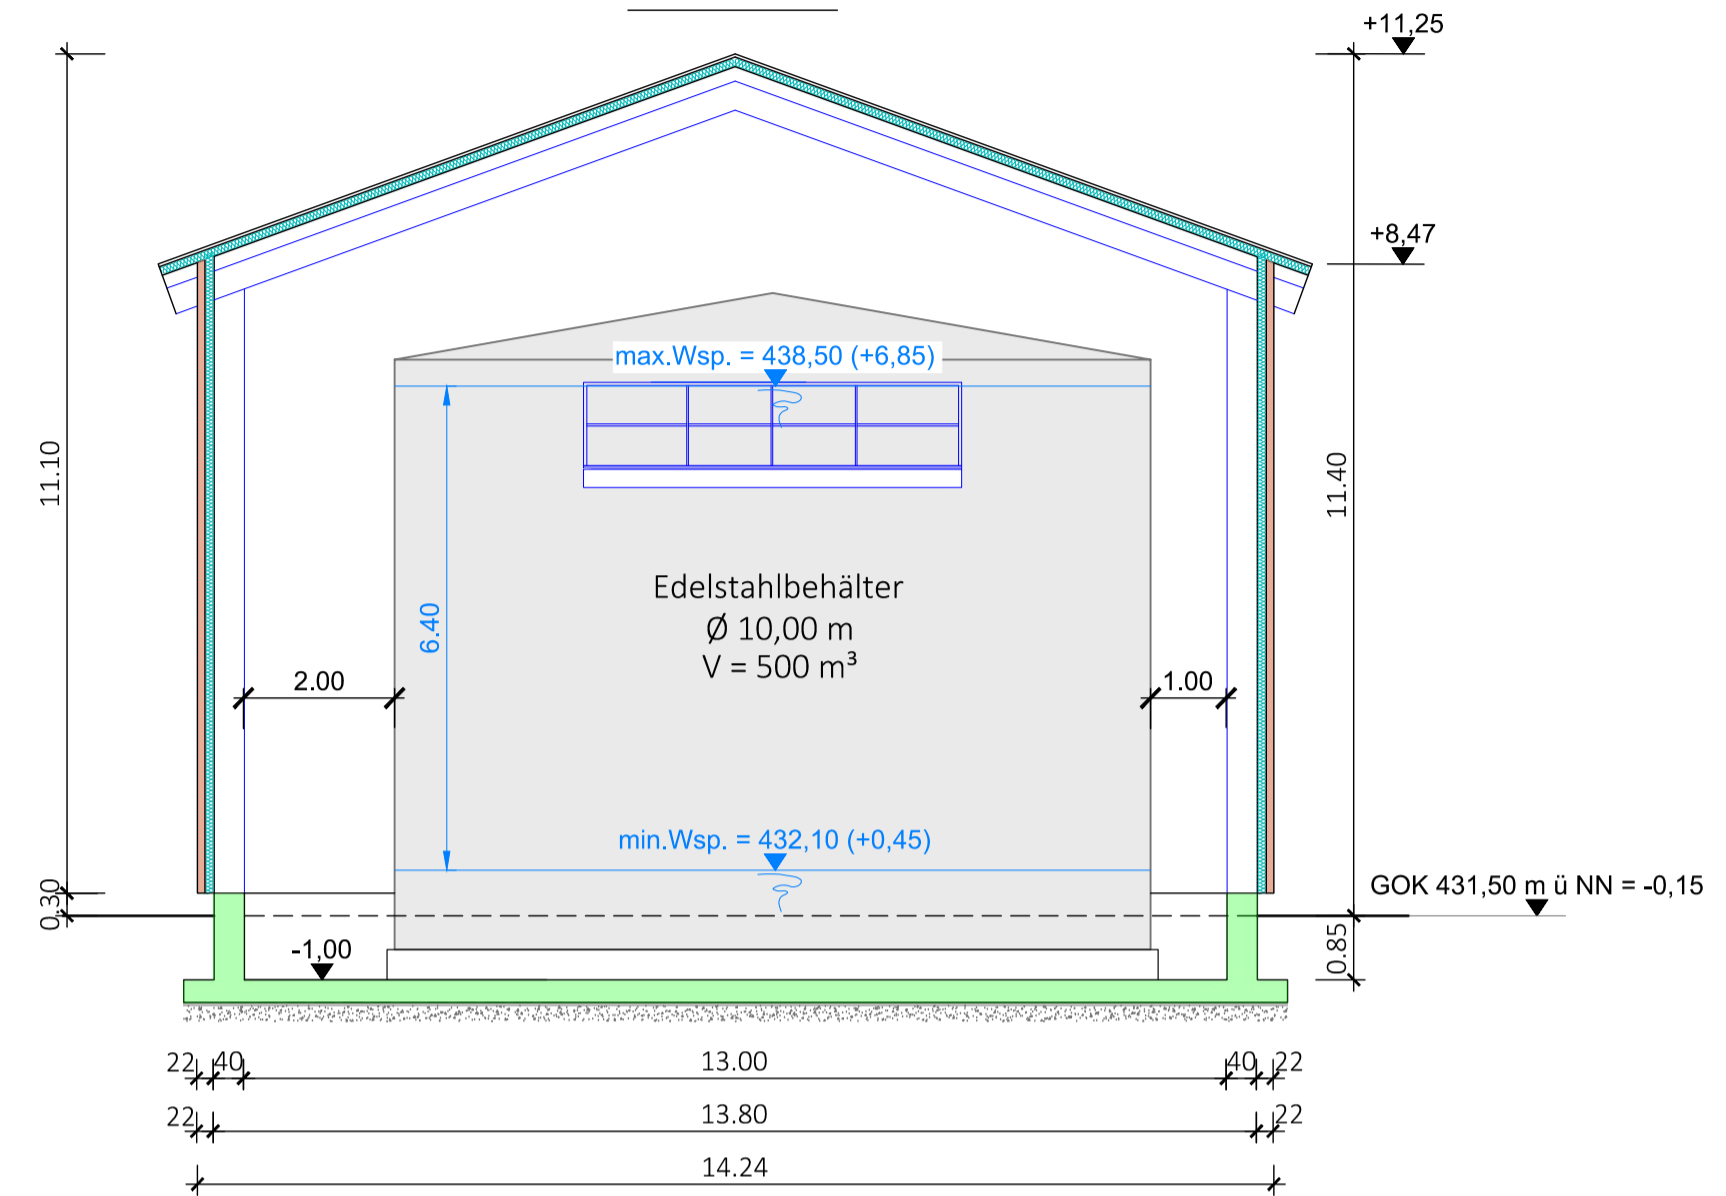 +11,25
+8,47
max.Wsp. = 438,50 (+6,85)
11.10
11.40
Edelstahlbehälter
Ø 10,00 m
V = 500 m³
6.40
2.00
1.00
min.Wsp. = 432,10 (+0,45)
GOK 431,50 m ü NN = -0,15
0.30
-1,00
0.85
22 40 13.00 40 22
22 13.80 22
14.24